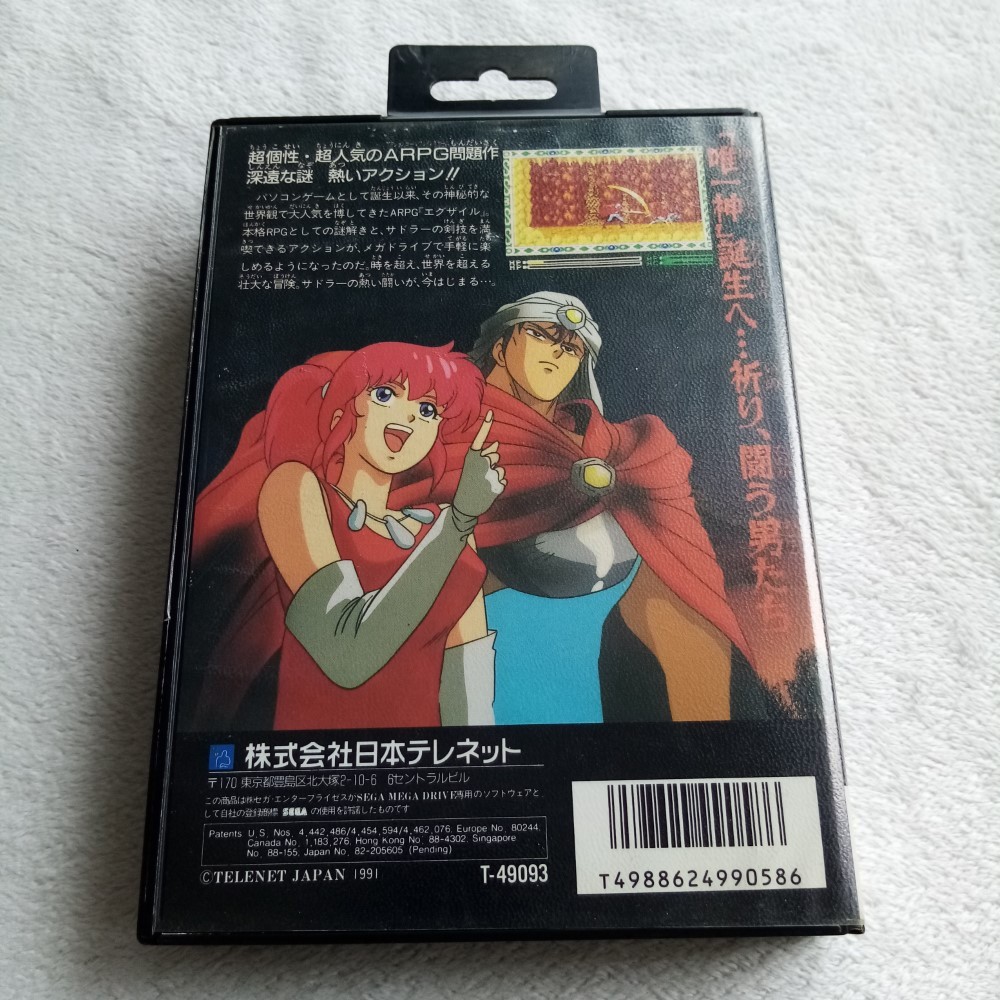 超個性・超人気のARPG問題作
深遠な謎 熱いアクション!!
パソコンゲームとして誕生以来、その神秘的な
世界観で大人気を博してきたARPG「エグザイル」。
本格RPGとしての謎解きと、サドラーの剣技を満
喫できるアクションが、メガドライブで手軽に楽
しめるようになったのだ。時を超え、世界を超える
壮大な冒険。サドラーの熱い闘いが、今はじまる…。
「唯一神」誕生へ…祈り、闘う男たち
株式会社日本テレネット
〒170 東京都豊島区北大塚2-10-6 6セントラルビル
この商品は㈱セガ・エンタープライゼスがSEGA MEGA DRIVE専用のソフトウェアと
して自社の登録商標 SEGA の使用を許諾したものです
Patents U.S. Nos. 4,442,486/4,454,594/4,462,076, Europe No. 80244,
Canada No. 1,183,276, Hong Kong No. 88-4302, Singapore
No. 88-155, Japan No. 82-205605 (Pending)
©TELENET JAPAN 1991
T-49093
T4988624990586